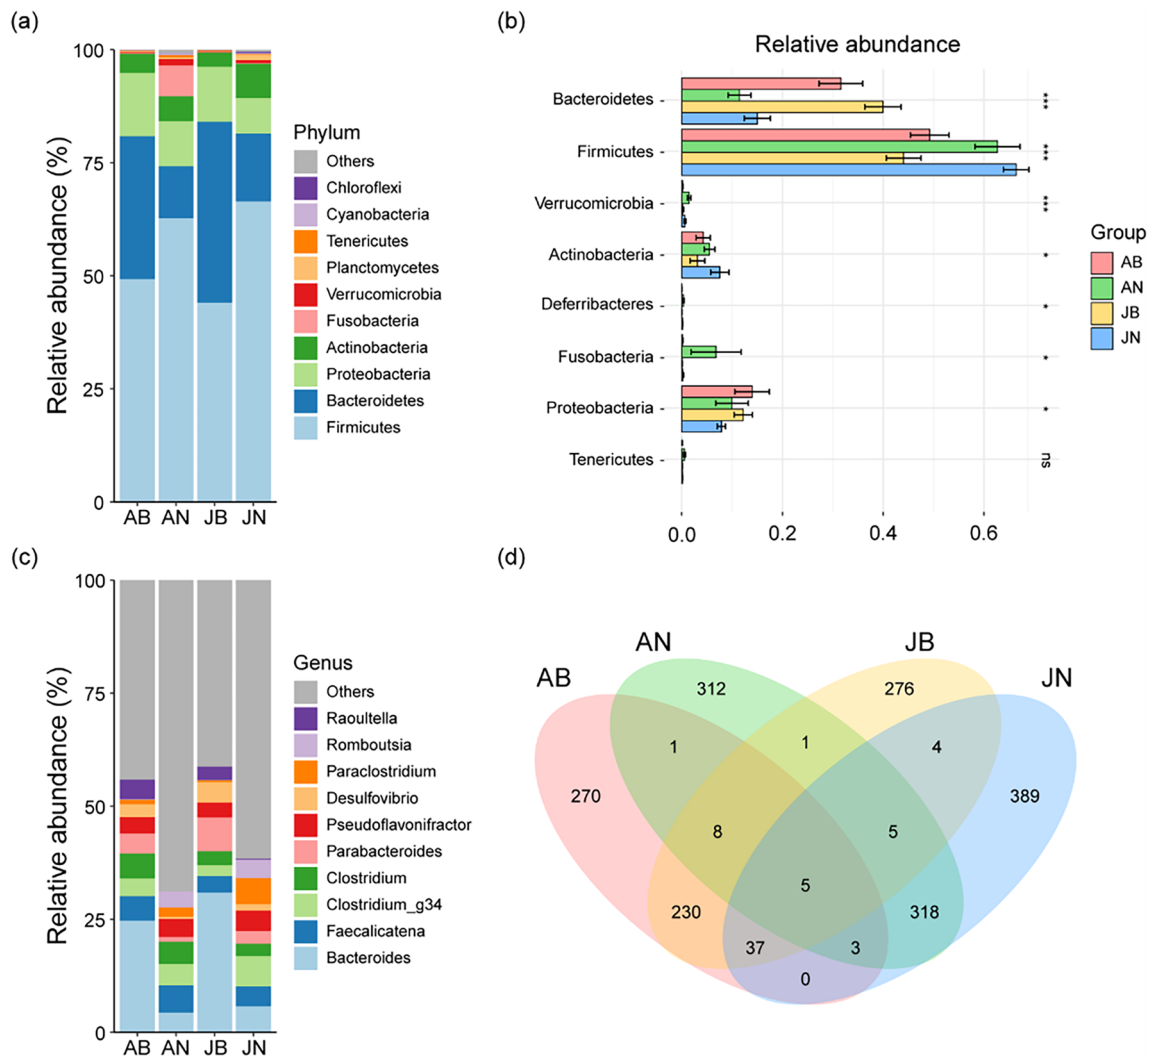 (a)
100
75
50
25
0
Relative abundance (%)
AB AN JB JN
Phylum
Others
Chloroflexi
Cyanobacteria
Tenericutes
Planctomycetes
Verrucomicrobia
Fusobacteria
Actinobacteria
Proteobacteria
Bacteroidetes
Firmicutes
(b)
Relative abundance
Bacteroidetes ***
Firmicutes ***
Verrucomicrobia ***
Actinobacteria *
Deferribacteres *
Fusobacteria *
Proteobacteria *
Tenericutes ns
0.0 0.2 0.4 0.6
Group
AB
AN
JB
JN
(c)
100
75
50
25
0
Relative abundance (%)
AB AN JB JN
Genus
Others
Raoultella
Romboutsia
Paraclostridium
Desulfovibrio
Pseudoflavonifractor
Parabacteroides
Clostridium
Clostridium_g34
Faecalicatena
Bacteroides
(d)
AN JB
AB JN
312 276
1 1 4
270 389
8 5
5
230 318
37 3
0